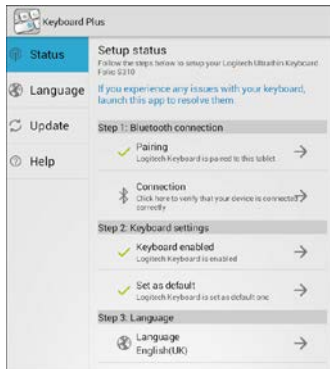 Keyboard Plus
Status
Language
Update
Help
Setup status
Follow the steps below to setup your Logitech Ultrathin Keyboard
Folio S310
If you experience any issues with your keyboard,
launch this app to resolve them
Step 1: Bluetooth connection
Pairing
Logitech Keyboard is paired to this tablet
Connection
Click here to verify that your device is connected
correctly
Step 2: Keyboard settings
Keyboard enabled
Logitech Keyboard is enabled
Set as default
Logitech Keyboard is set as default one
Step 3: Language
Language
English(UK)